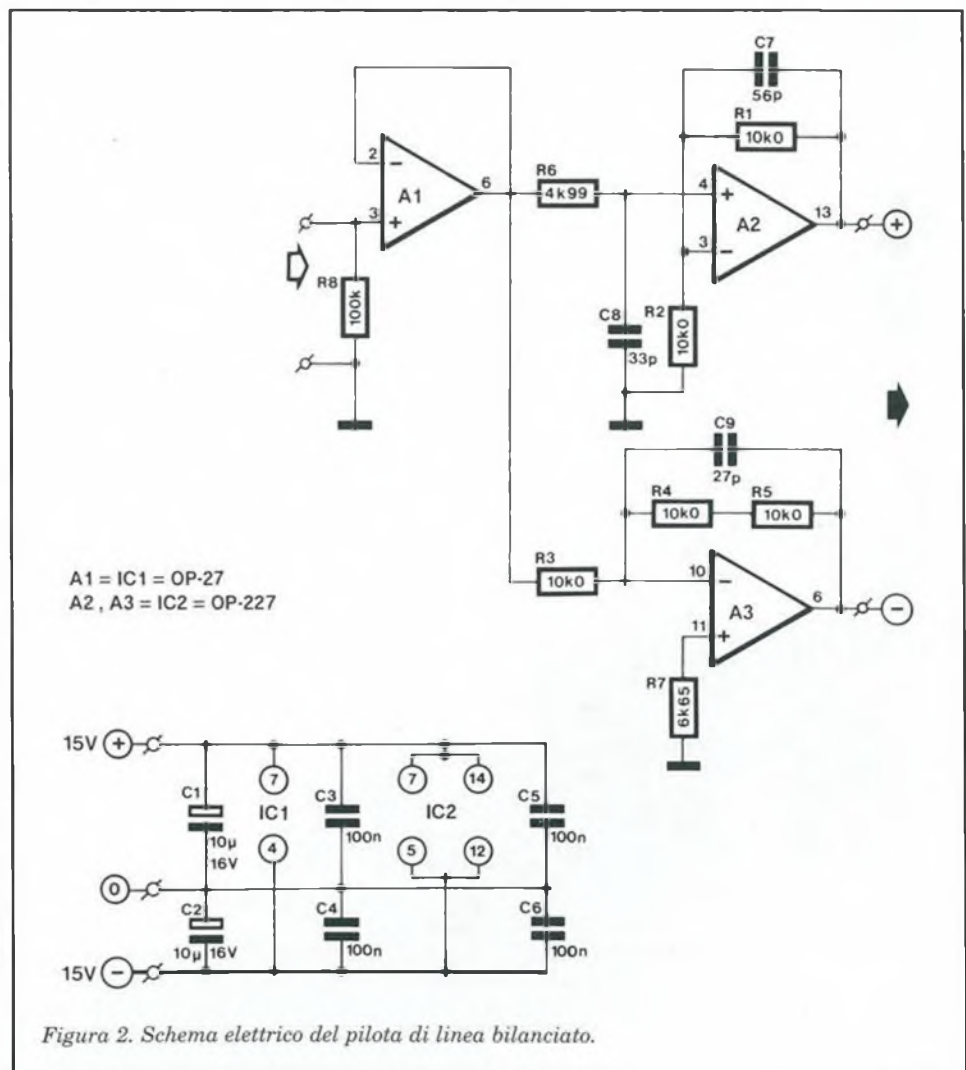 C7
56p
R1
10k0
2
−
A1
6
3
+
R6
4k99
4
+
A2
13
+
3
−
R8
100k
C8
33p
R2
10k0
C9
27p
R4
10k0
R5
10k0
R3
10k0
10
−
A3
6
−
11
+
R7
6k65
A1 = IC1 = OP-27
A2 , A3 = IC2 = OP-227
15V
+
C1
10µ
16V
7
IC1
4
C3
100n
7
14
IC2
5
12
C5
100n
0
C2
10µ
16V
C4
100n
C6
100n
15V
−
Figura 2. Schema elettrico del pilota di linea bilanciato.